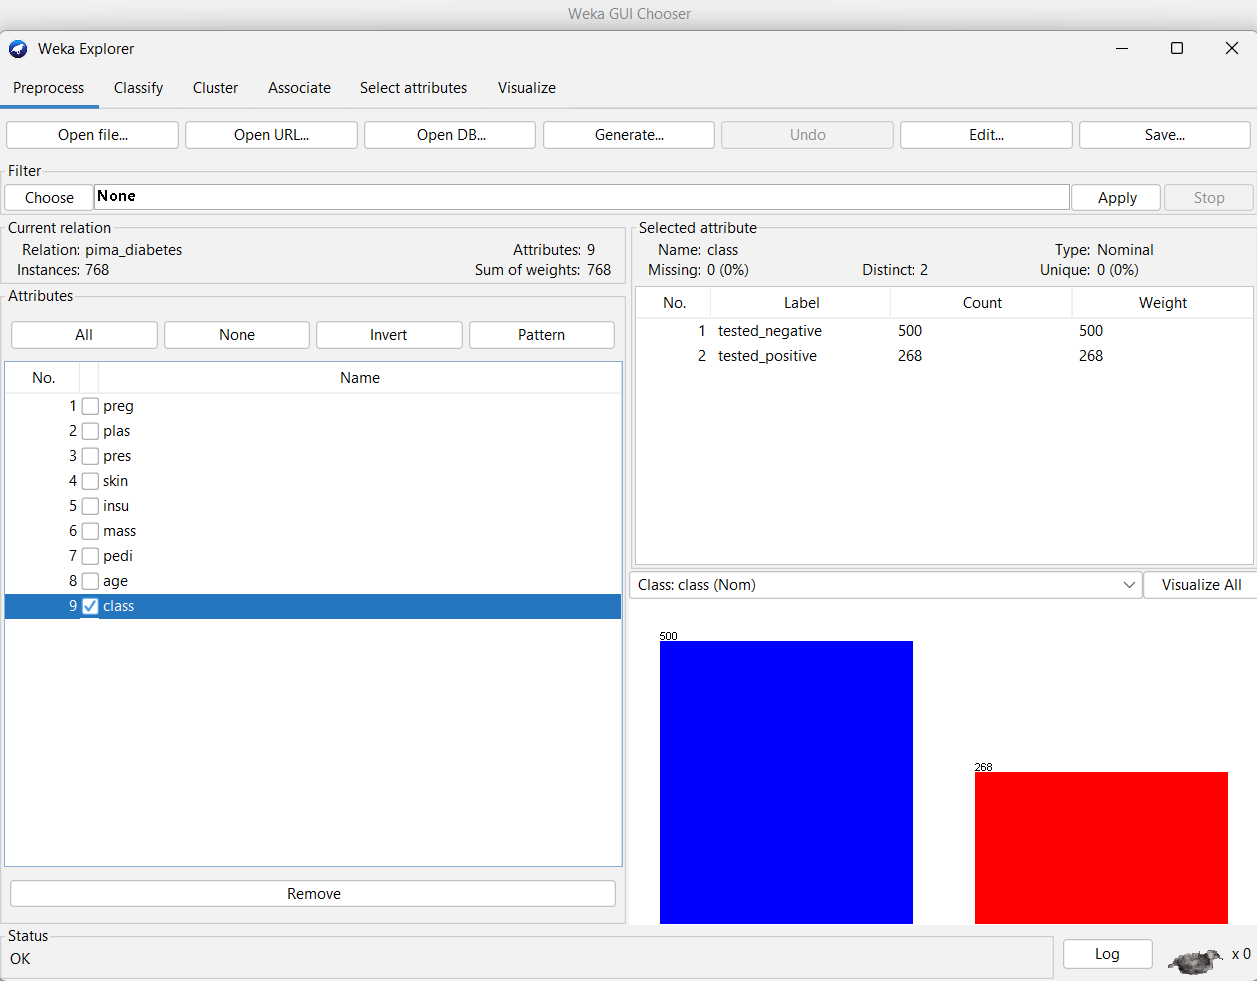 Weka GUI Chooser
Weka Explorer
Preprocess Classify Cluster Associate Select attributes Visualize
Open file... Open URL... Open DB... Generate... Undo Edit... Save...
Filter
Choose None Apply Stop
Current relation
Relation: pima_diabetes Attributes: 9
Instances: 768 Sum of weights: 768
Attributes
All None Invert Pattern
No. Name
1 preg
2 plas
3 pres
4 skin
5 insu
6 mass
7 pedi
8 age
9 class
Remove
Selected attribute
Name: class Type: Nominal
Missing: 0 (0%) Distinct: 2 Unique: 0 (0%)
No. Label Count Weight
1 tested_negative 500 500
2 tested_positive 268 268
Class: class (Nom) Visualize All
500
268
Status
OK
Log x 0